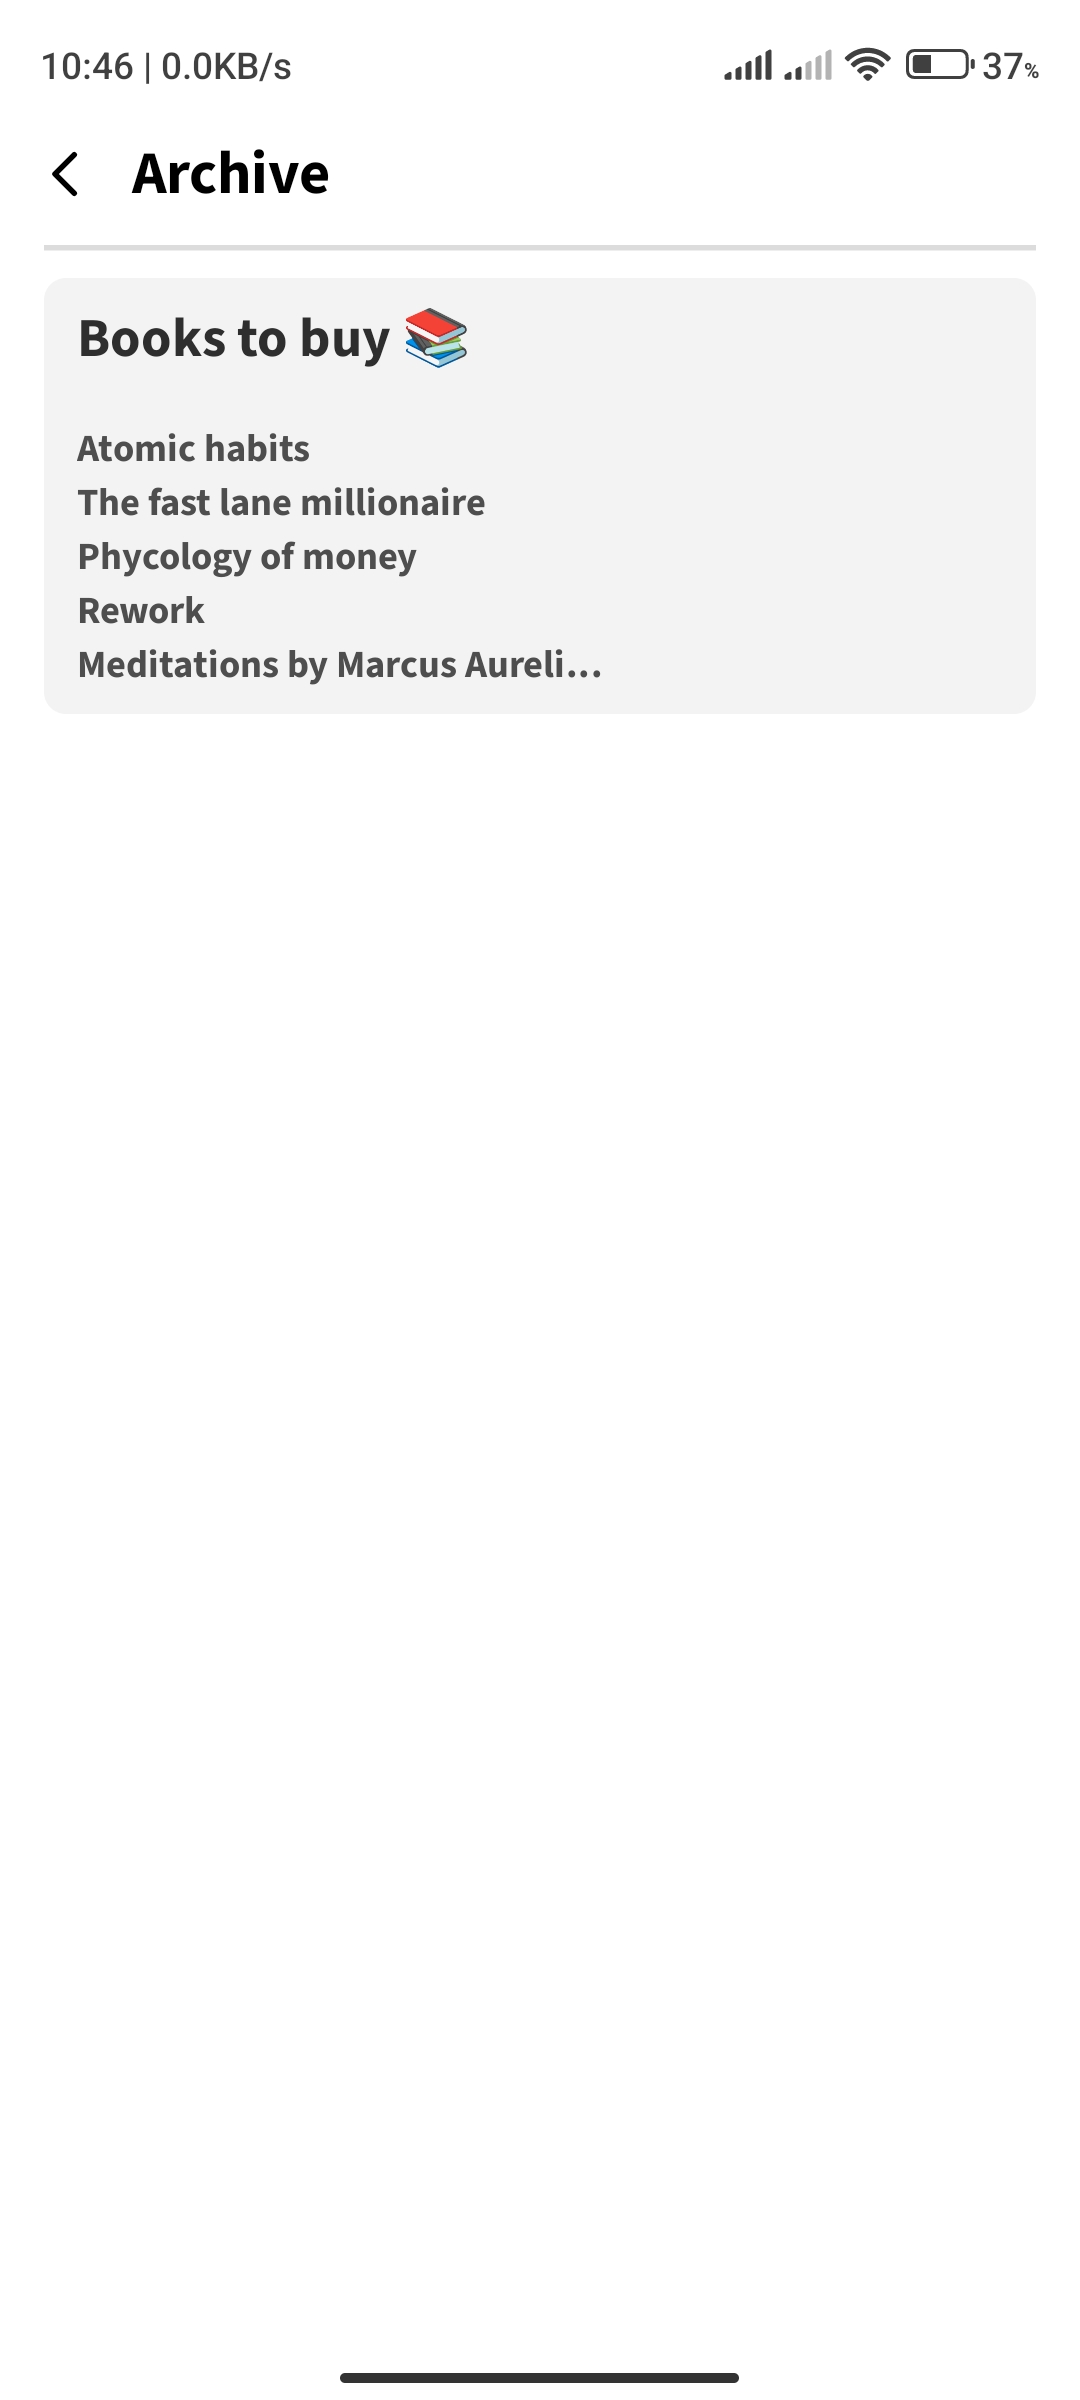 10:46 | 0.0KB/s 37%
Archive
Books to buy 📚
Atomic habits
The fast lane millionaire
Phycology of money
Rework
Meditations by Marcus Aureli...